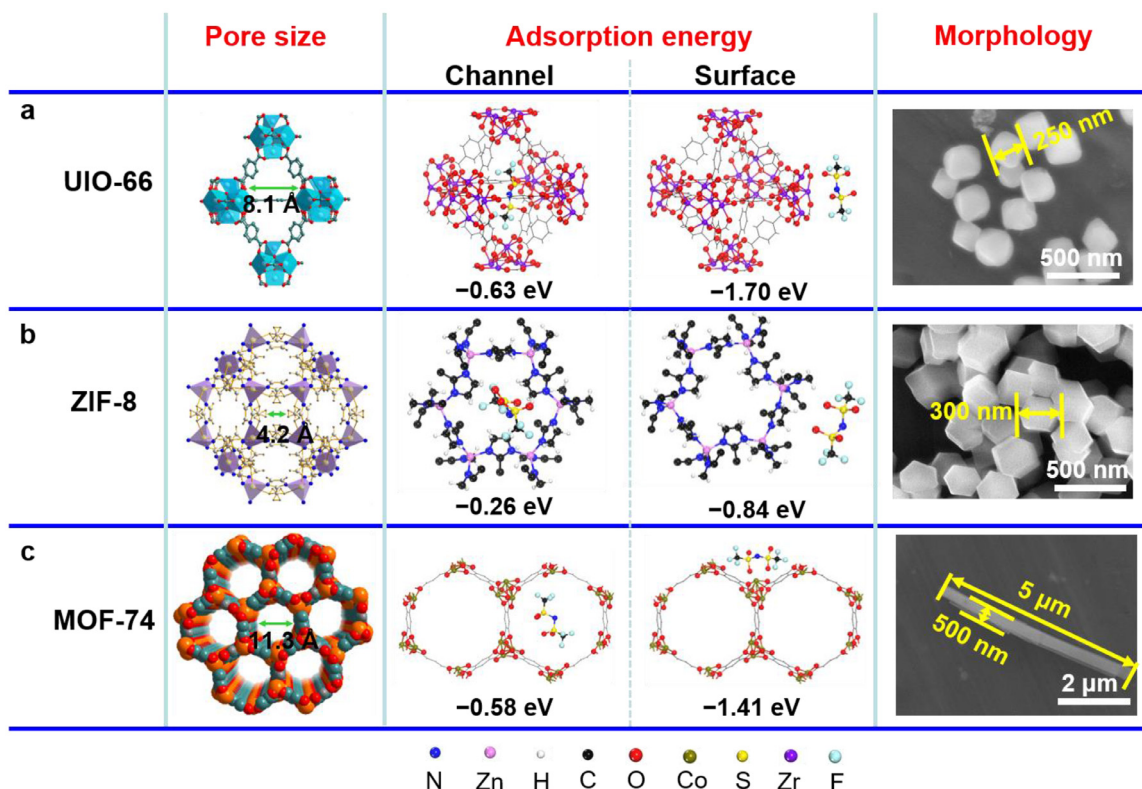 Pore size
Adsorption energy
Morphology
Channel
Surface
a
UIO-66
8.1 Å
−0.63 eV
−1.70 eV
250 nm
500 nm
b
ZIF-8
4.2 Å
−0.26 eV
−0.84 eV
300 nm
500 nm
c
MOF-74
11.3 Å
−0.58 eV
−1.41 eV
5 μm
500 nm
2 μm
N Zn H C O Co S Zr F